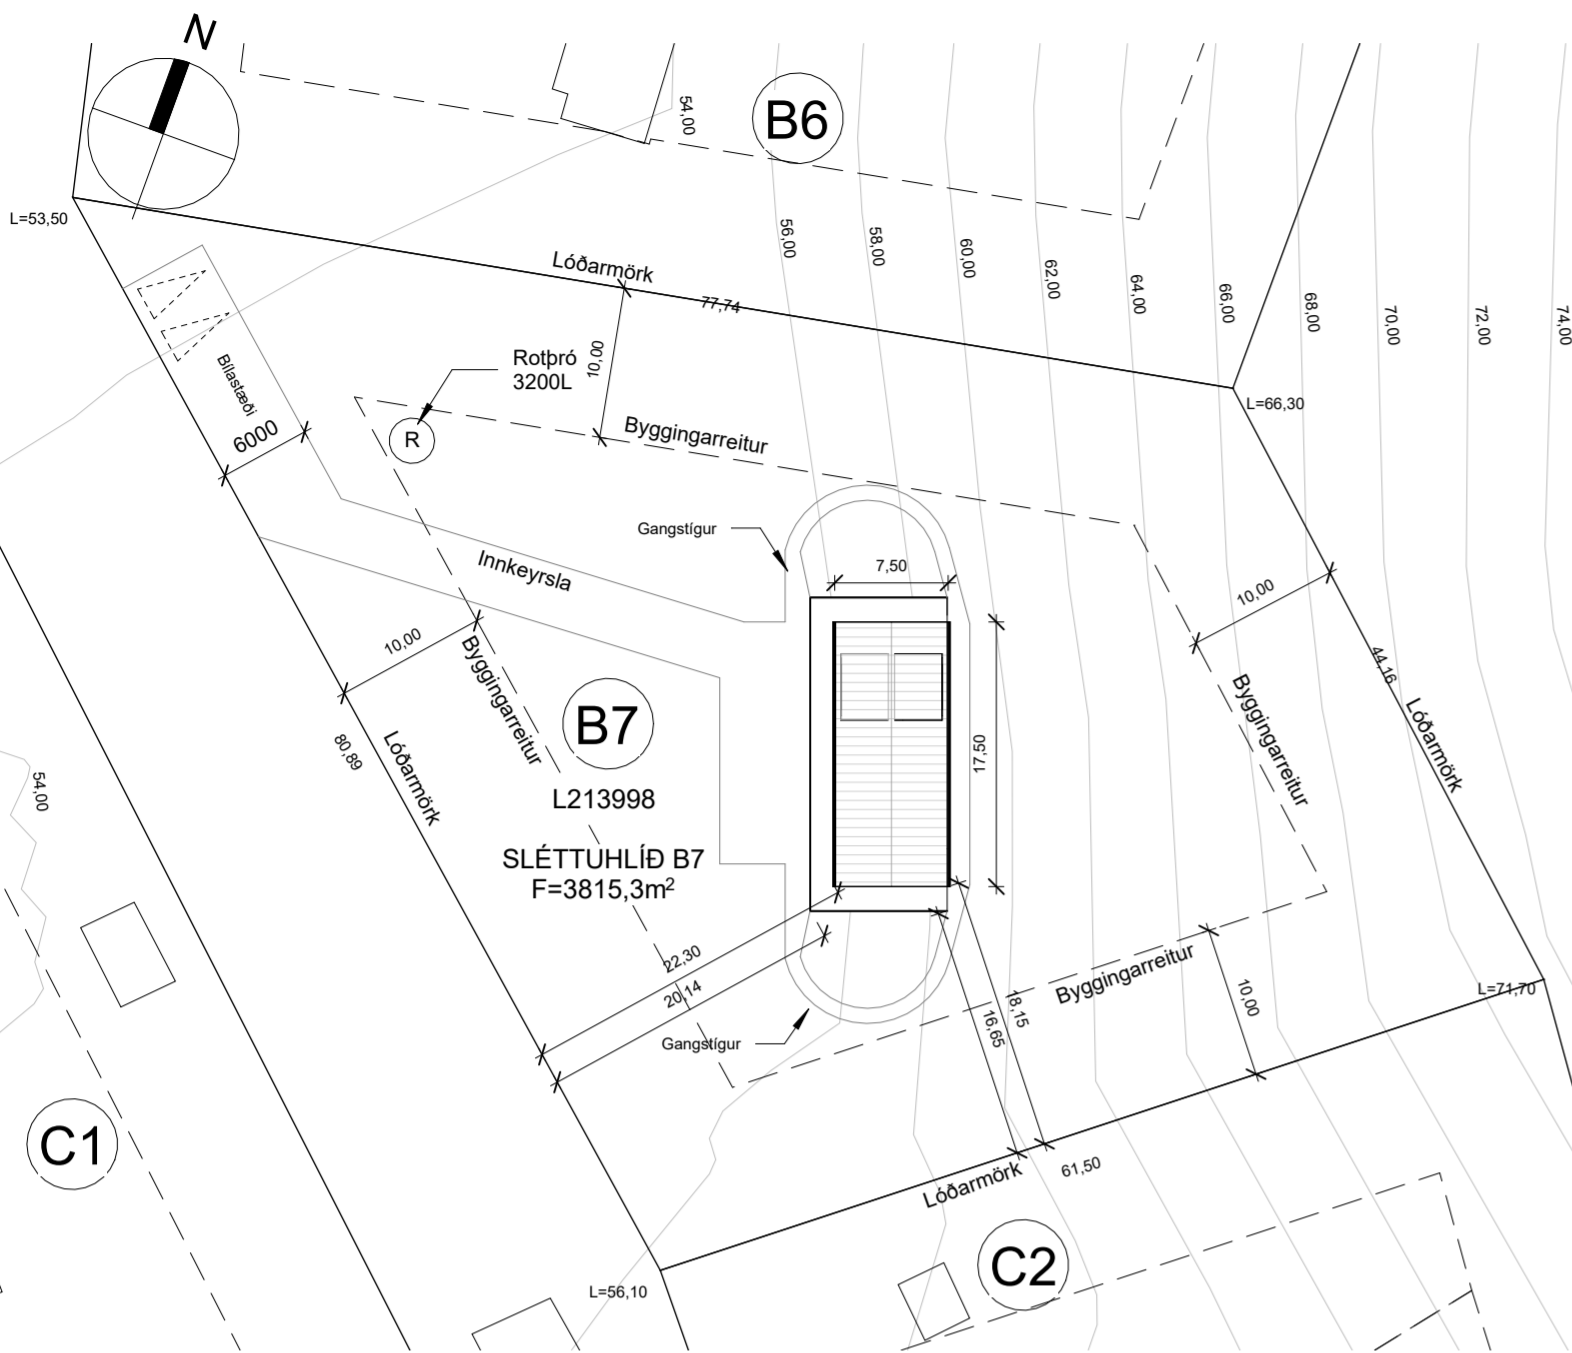 N
B6
54,00
L=53,50
56,00
58,00
60,00
62,00
64,00
66,00
68,00
70,00
72,00
74,00
Lóðarmörk
77,74
Rotþró
3200L
10,00
R
Bílastæði
6000
Byggingarreitur
L=66,30
Gangstígur
Innkeyrsla
7,50
10,00
10,00
Byggingarreitur
44,16
Lóðarmörk
Byggingarreitur
B7
L213998
SLÉTTUHLÍÐ B7
F=3815,3m²
17,50
80,89
Lóðarmörk
54,00
22,30
20,14
Gangstígur
18,15
16,65
Byggingarreitur
10,00
L=71,70
C1
Lóðarmörk
61,50
C2
L=56,10